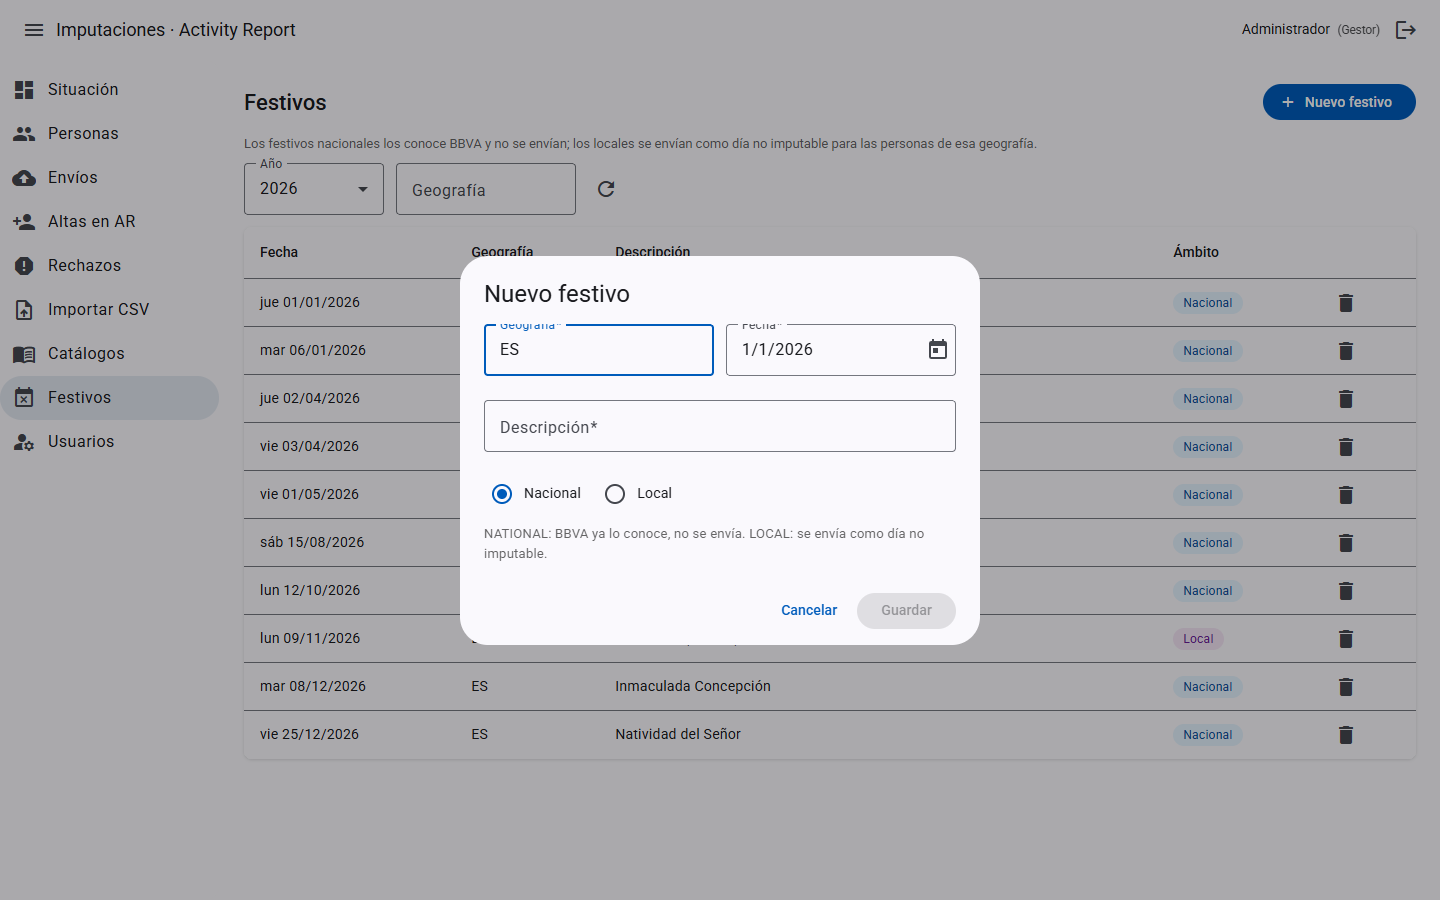 Imputaciones · Activity Report
Administrador (Gestor)
Situación
Personas
Envíos
Altas en AR
Rechazos
Importar CSV
Catálogos
Festivos
Usuarios
Festivos
Nuevo festivo
Los festivos nacionales los conoce BBVA y no se envían; los locales se envían como día no imputable para las personas de esa geografía.
Año
2026
Geografía
Fecha Geografía Descripción Ámbito
jue 01/01/2026 Nacional
mar 06/01/2026 Nacional
jue 02/04/2026 Nacional
vie 03/04/2026 Nacional
vie 01/05/2026 Nacional
sáb 15/08/2026 Nacional
lun 12/10/2026 Nacional
lun 09/11/2026 Local
mar 08/12/2026 ES Inmaculada Concepción Nacional
vie 25/12/2026 ES Natividad del Señor Nacional
Nuevo festivo
Geografía*
ES
Fecha*
1/1/2026
Descripción*
Nacional Local
NATIONAL: BBVA ya lo conoce, no se envía. LOCAL: se envía como día no
imputable.
Cancelar Guardar